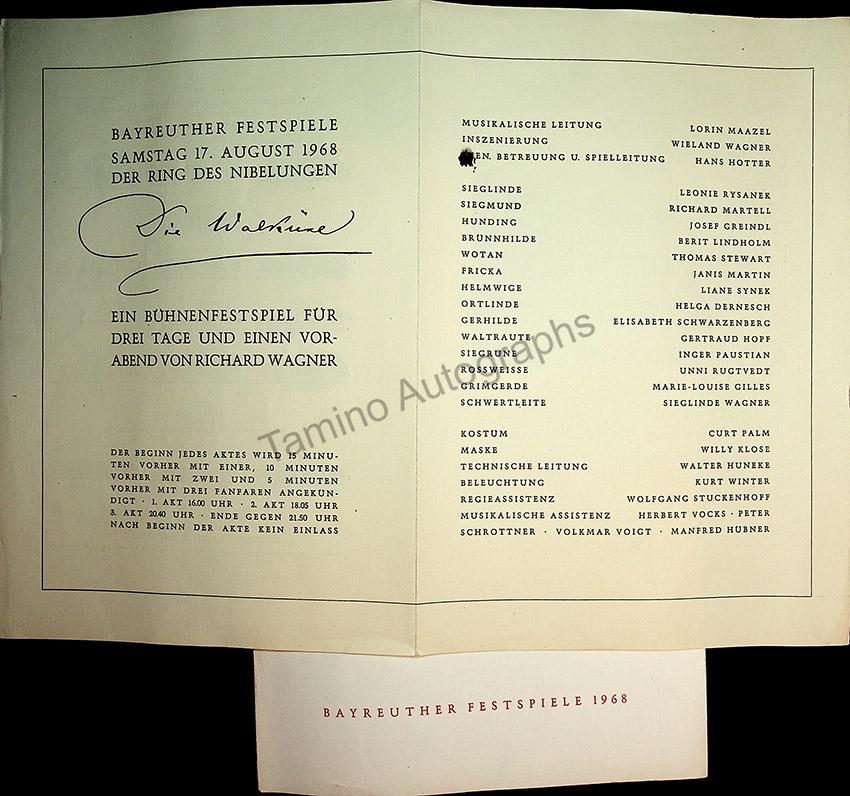 BAYREUTHER FESTSPIELE
SAMSTAG 17. AUGUST 1968
DER RING DES NIBELUNGEN
Die Walküre
EIN BÜHNENFESTSPIEL FÜR
DREI TAGE UND EINEN VOR-
ABEND VON RICHARD WAGNER
DER BEGINN JEDES AKTES WIRD 15 MINU-
TEN VORHER MIT EINER, 10 MINUTEN
VORHER MIT ZWEI UND 5 MINUTEN
VORHER MIT DREI FANFAREN ANGEKÜN-
DIGT · 1. AKT 16.00 UHR · 2. AKT 18.05 UHR
3. AKT 20.40 UHR · ENDE GEGEN 21.50 UHR
NACH BEGINN DER AKTE KEIN EINLASS
MUSIKALISCHE LEITUNG LORIN MAAZEL
INSZENIERUNG WIELAND WAGNER
EN. BETREUUNG U. SPIELLEITUNG HANS HOTTER
SIEGLINDE LEONIE RYSANEK
SIEGMUND RICHARD MARTELL
HUNDING JOSEF GREINDL
BRÜNNHILDE BERIT LINDHOLM
WOTAN THOMAS STEWART
FRICKA JANIS MARTIN
HELMWIGE LIANE SYNEK
ORTLINDE HELGA DERNESCH
GERHILDE ELISABETH SCHWARZENBERG
WALTRAUTE GERTRAUD HOPF
SIEGRUNE INGER PAUSTIAN
ROSSWEISSE UNNI RUGTVEDT
GRIMGERDE MARIE-LOUISE GILLES
SCHWERTLEITE SIEGLINDE WAGNER
KOSTÜM CURT PALM
MASKE WILLY KLOSE
TECHNISCHE LEITUNG WALTER HUNEKE
BELEUCHTUNG KURT WINTER
REGIEASSISTENZ WOLFGANG STUCKENHOFF
MUSIKALISCHE ASSISTENZ HERBERT VOCKS · PETER
SCHROTTNER · VOLKMAR VOIGT · MANFRED HÜBNER
Tamino Autographs
BAYREUTHER FESTSPIELE 1968